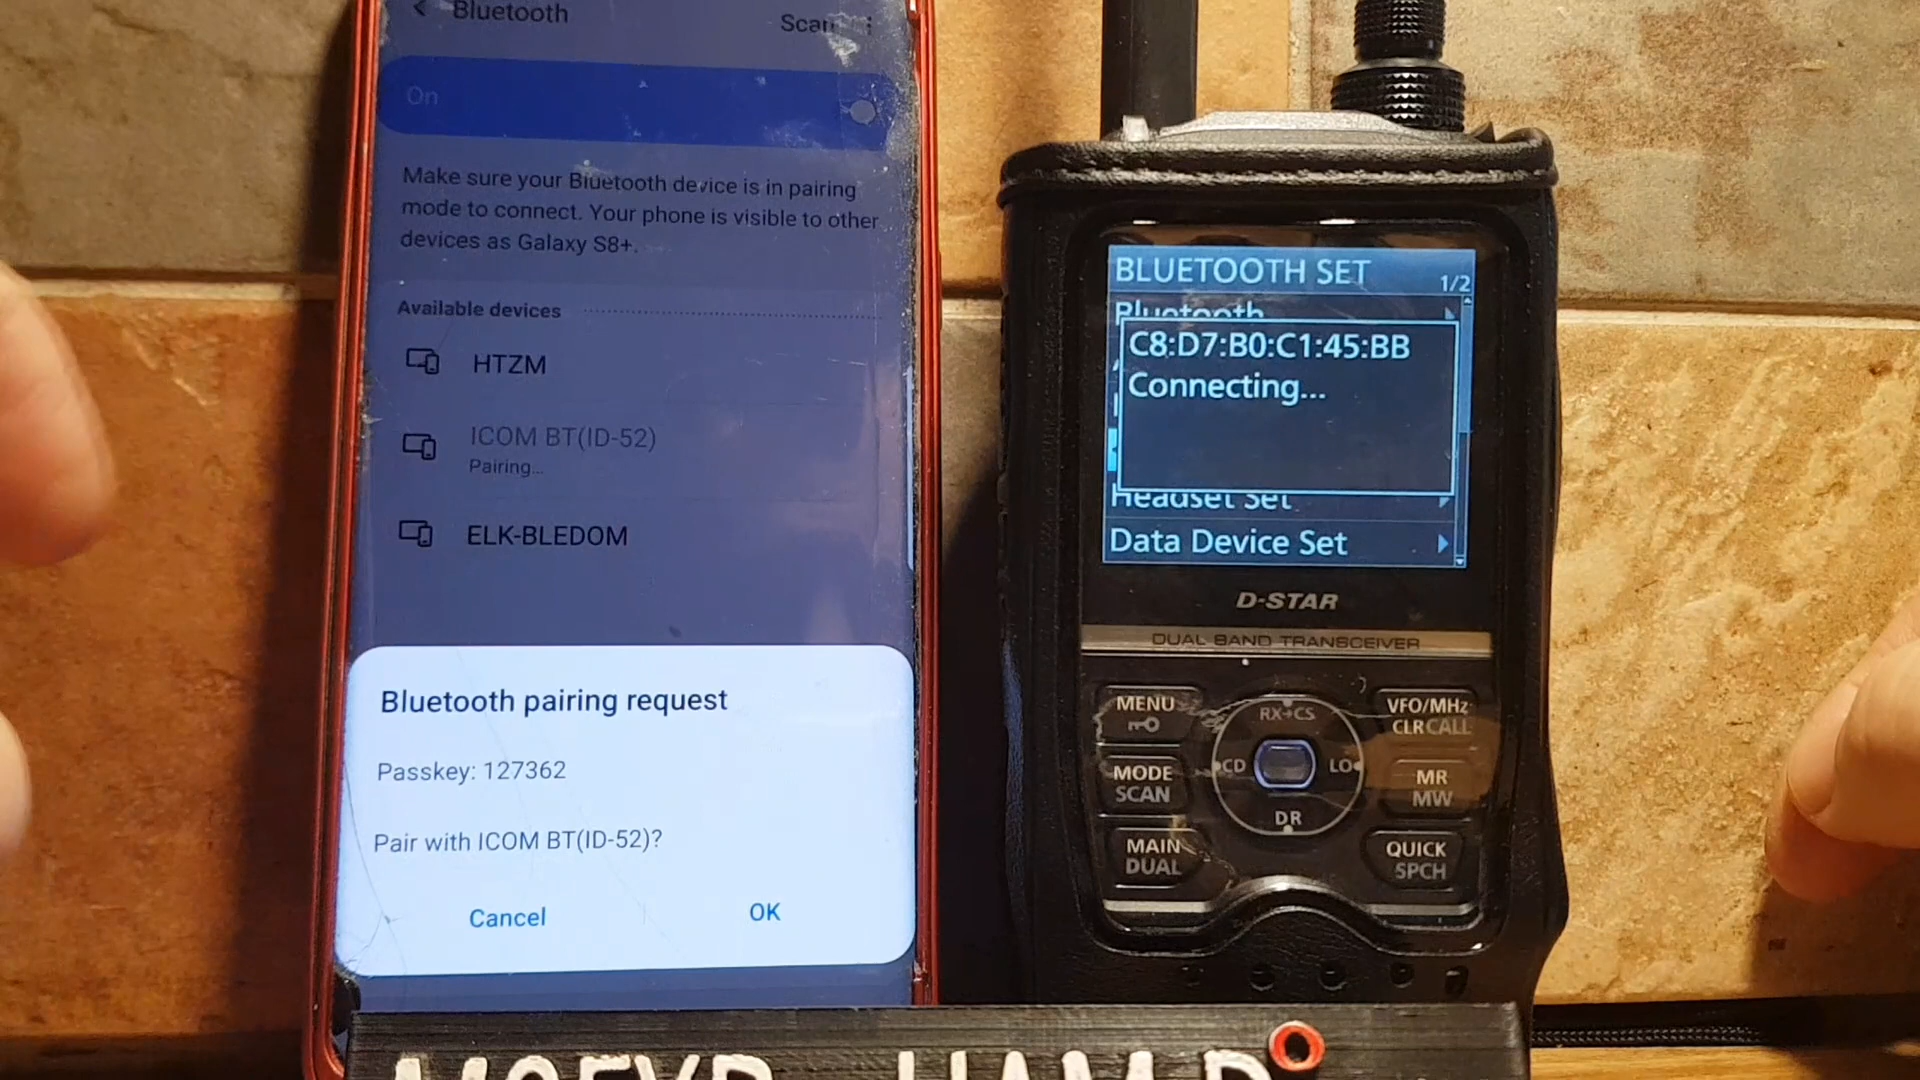 Bluetooth
Scan
On
Make sure your Bluetooth device is in pairing
mode to connect. Your phone is visible to other
devices as Galaxy S8+.
Available devices
HTZM
ICOM BT(ID-52)
Pairing...
ELK-BLEDOM
Bluetooth pairing request
Passkey: 127362
Pair with ICOM BT(ID-52)?
Cancel
OK
BLUETOOTH SET
1/2
Bluetooth
C8:D7:B0:C1:45:BB
Connecting...
Headset Set
Data Device Set
D-STAR
DUAL BAND TRANSCEIVER
MENU
RX→CS
VFO/MHz
CLR CALL
MODE
SCAN
CD
LO
MR
MW
DR
MAIN
DUAL
QUICK
SPCH